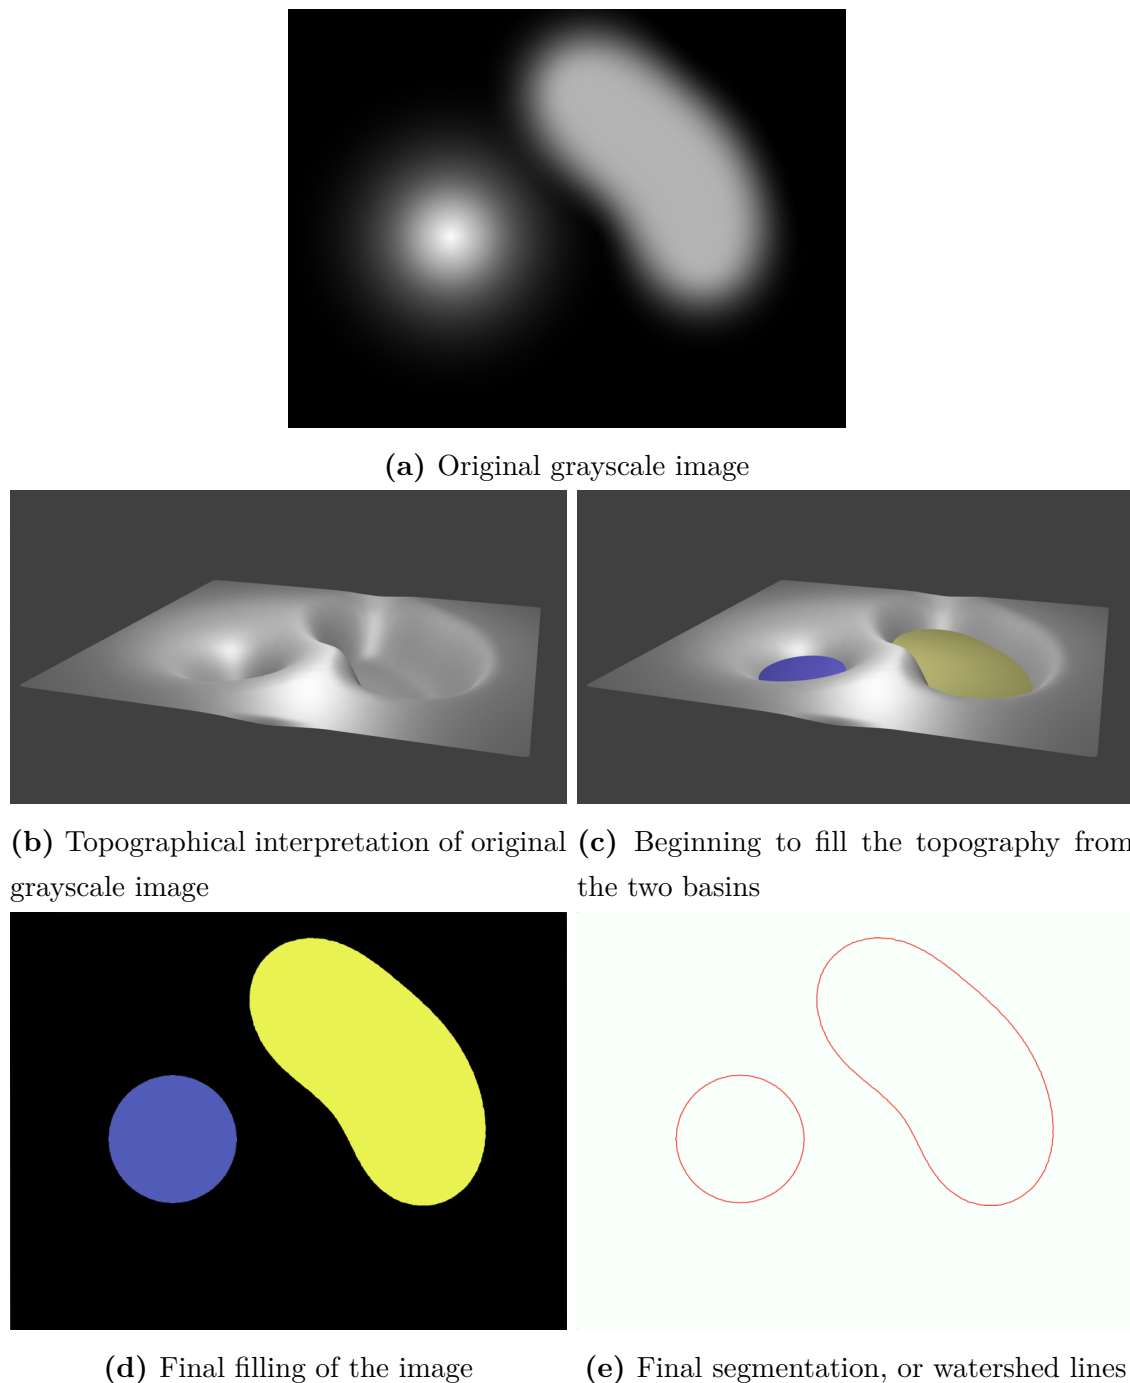 (a) Original grayscale image
(b) Topographical interpretation of original
grayscale image
(c) Beginning to fill the topography from
the two basins
(d) Final filling of the image
(e) Final segmentation, or watershed lines